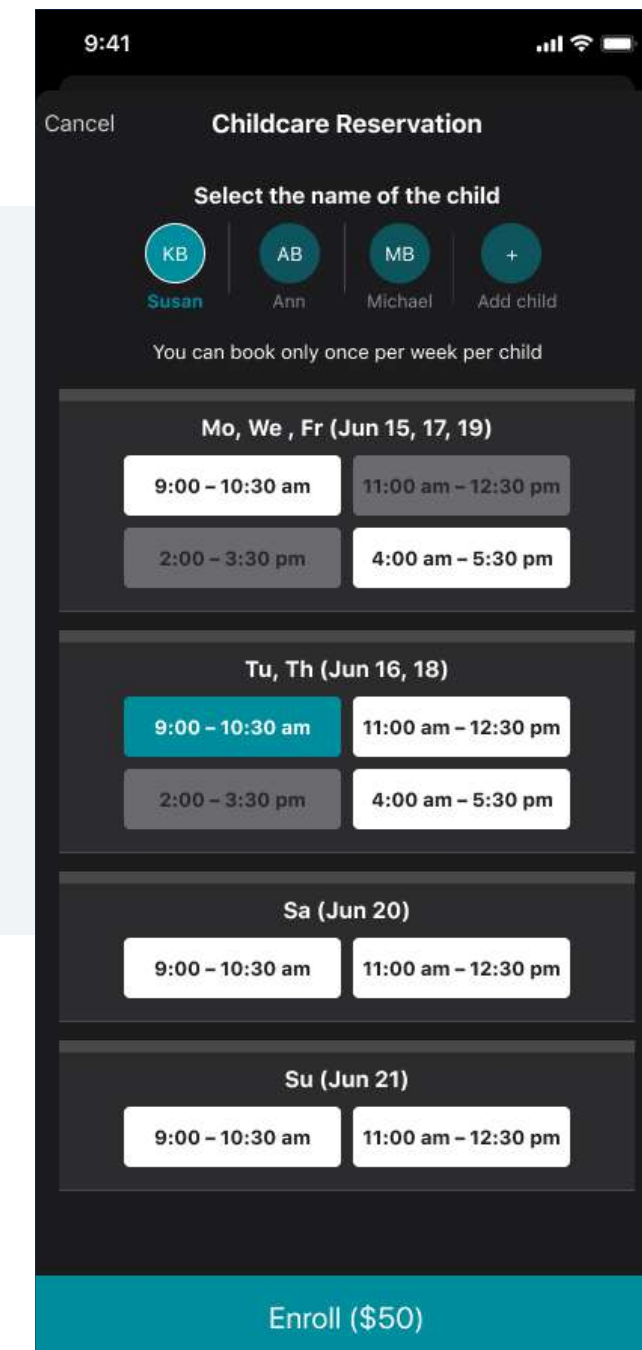 9:41
Cancel Childcare Reservation
Select the name of the child
KB AB MB +
Susan Ann Michael Add child
You can book only once per week per child
Mo, We , Fr (Jun 15, 17, 19)
9:00 – 10:30 am 11:00 am – 12:30 pm
2:00 – 3:30 pm 4:00 am – 5:30 pm
Tu, Th (Jun 16, 18)
9:00 – 10:30 am 11:00 am – 12:30 pm
2:00 – 3:30 pm 4:00 am – 5:30 pm
Sa (Jun 20)
9:00 – 10:30 am 11:00 am – 12:30 pm
Su (Jun 21)
9:00 – 10:30 am 11:00 am – 12:30 pm
Enroll ($50)